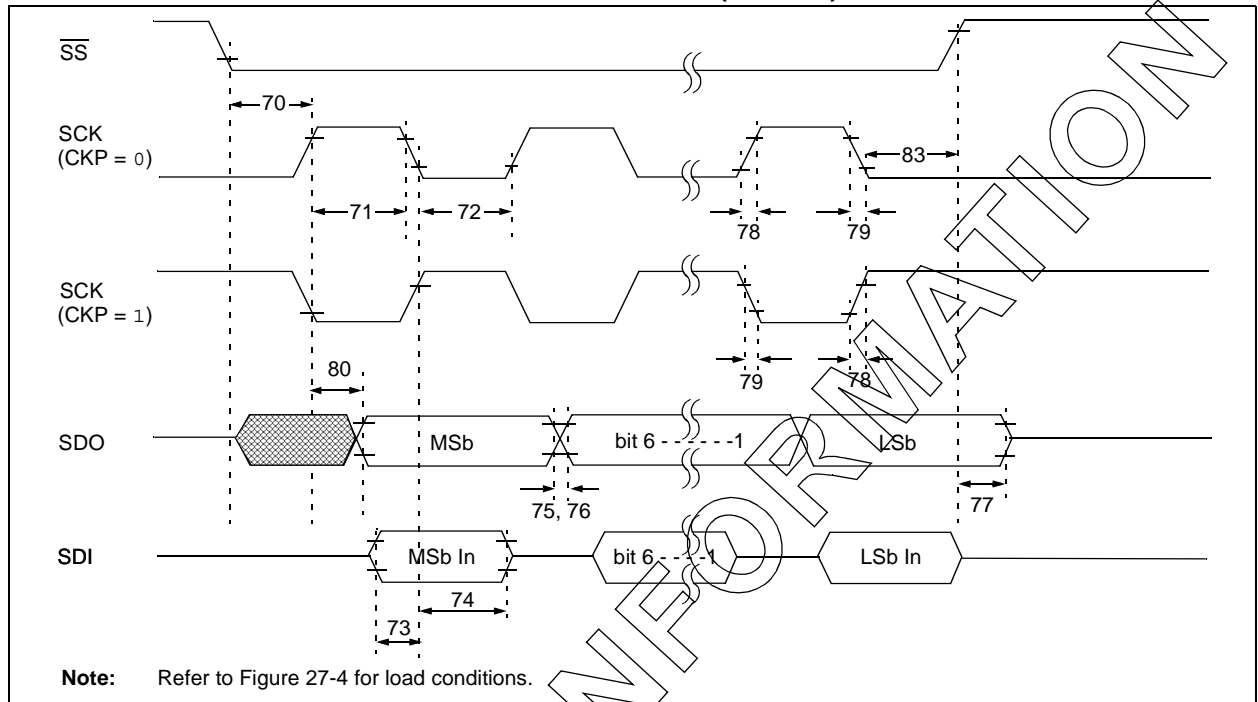 SS
70
SCK
(CKP = 0)
83
71
72
78
79
SCK
(CKP = 1)
80
79
78
SDO
MSb
bit 6 - - - - - -1
LSb
75, 76
77
SDI
MSb In
bit 6 - - - - -1
LSb In
74
73
Note: Refer to Figure 27-4 for load conditions.
NFORMATION